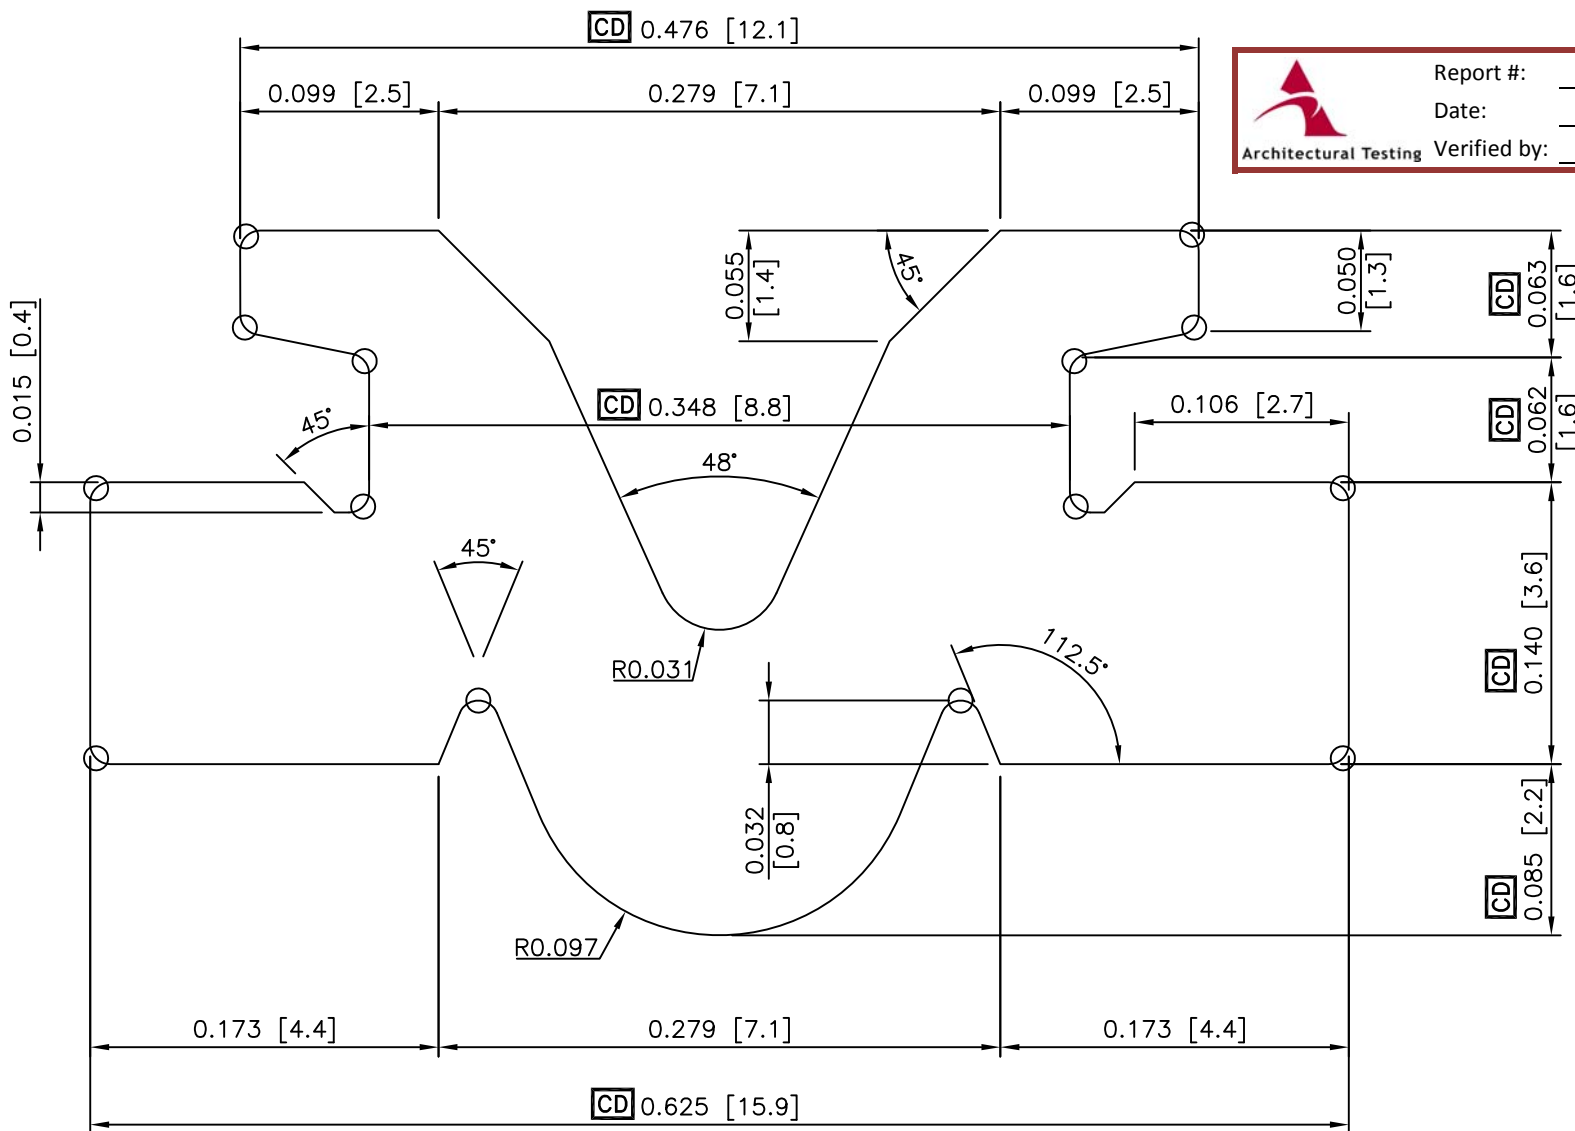 CD 0.476 [12.1]
0.099 [2.5]
0.279 [7.1]
0.099 [2.5]
Report #:
Date:
Architectural Testing
Verified by:
0.055
[1.4]
45°
0.050
[1.3]
CD 0.063
[1.6]
0.015 [0.4]
45°
CD 0.348 [8.8]
0.106 [2.7]
CD 0.062
[1.6]
48°
45°
R0.031
112.5°
CD 0.140 [3.6]
0.032
[0.8]
CD 0.085 [2.2]
R0.097
0.173 [4.4]
0.279 [7.1]
0.173 [4.4]
CD 0.625 [15.9]